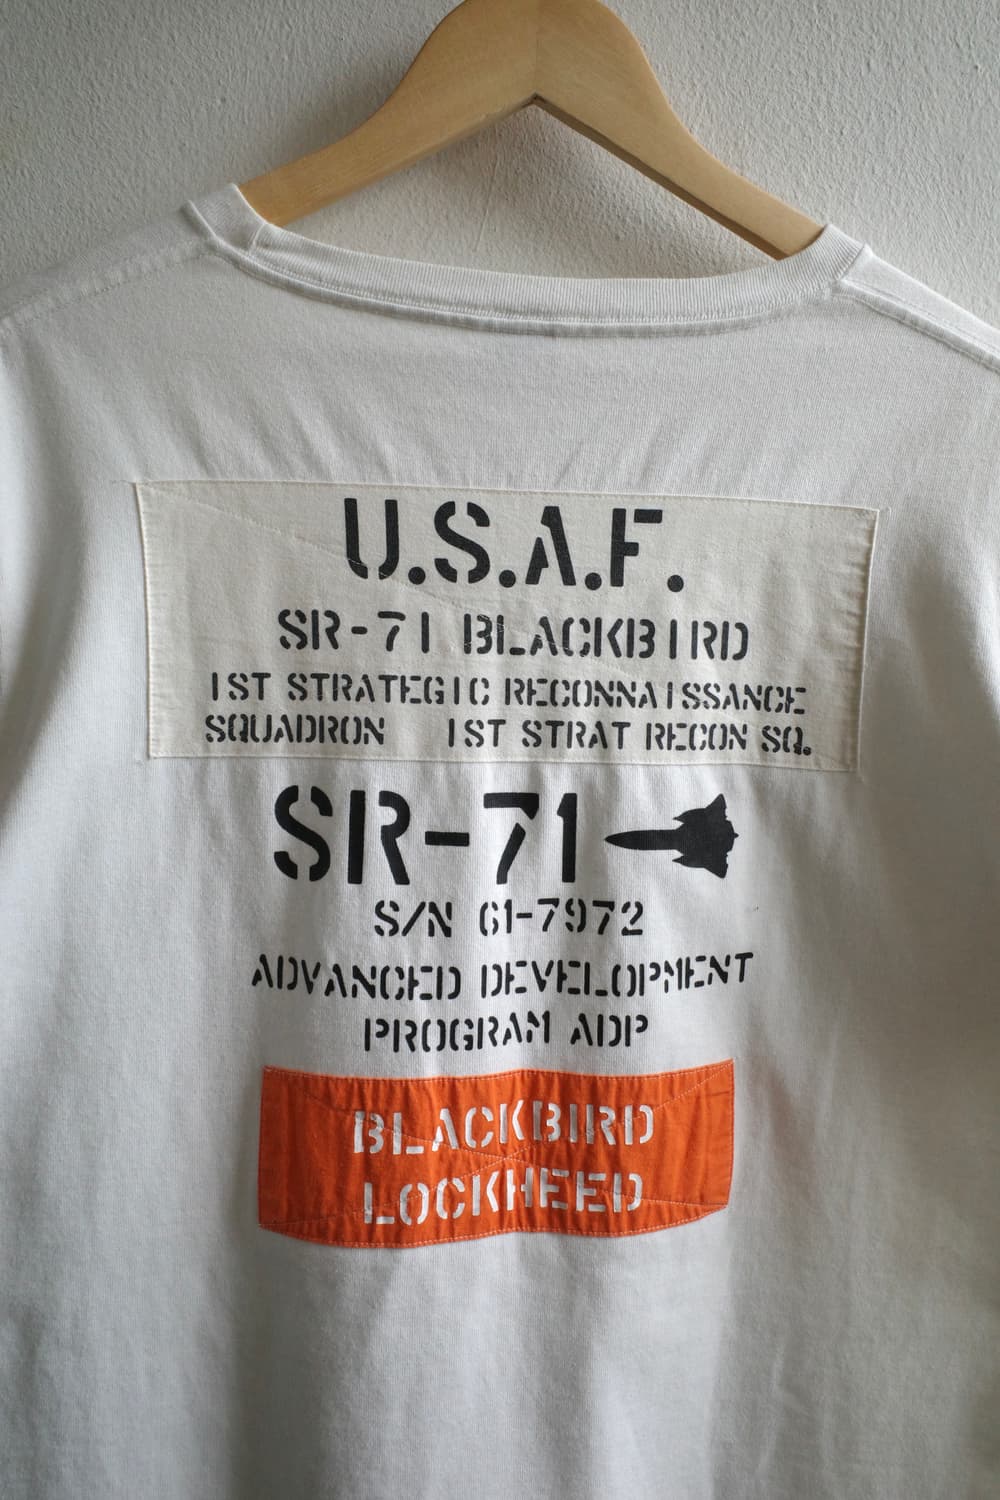 U.S.A.F.
SR-71 BLACKBIRD
1ST STRATEGIC RECONNAISSANCE
SQUADRON 1ST STRAT RECON SQ.
SR-71
S/N 61-7972
ADVANCED DEVELOPMENT
PROGRAM ADP
BLACKBIRD
LOCKHEED